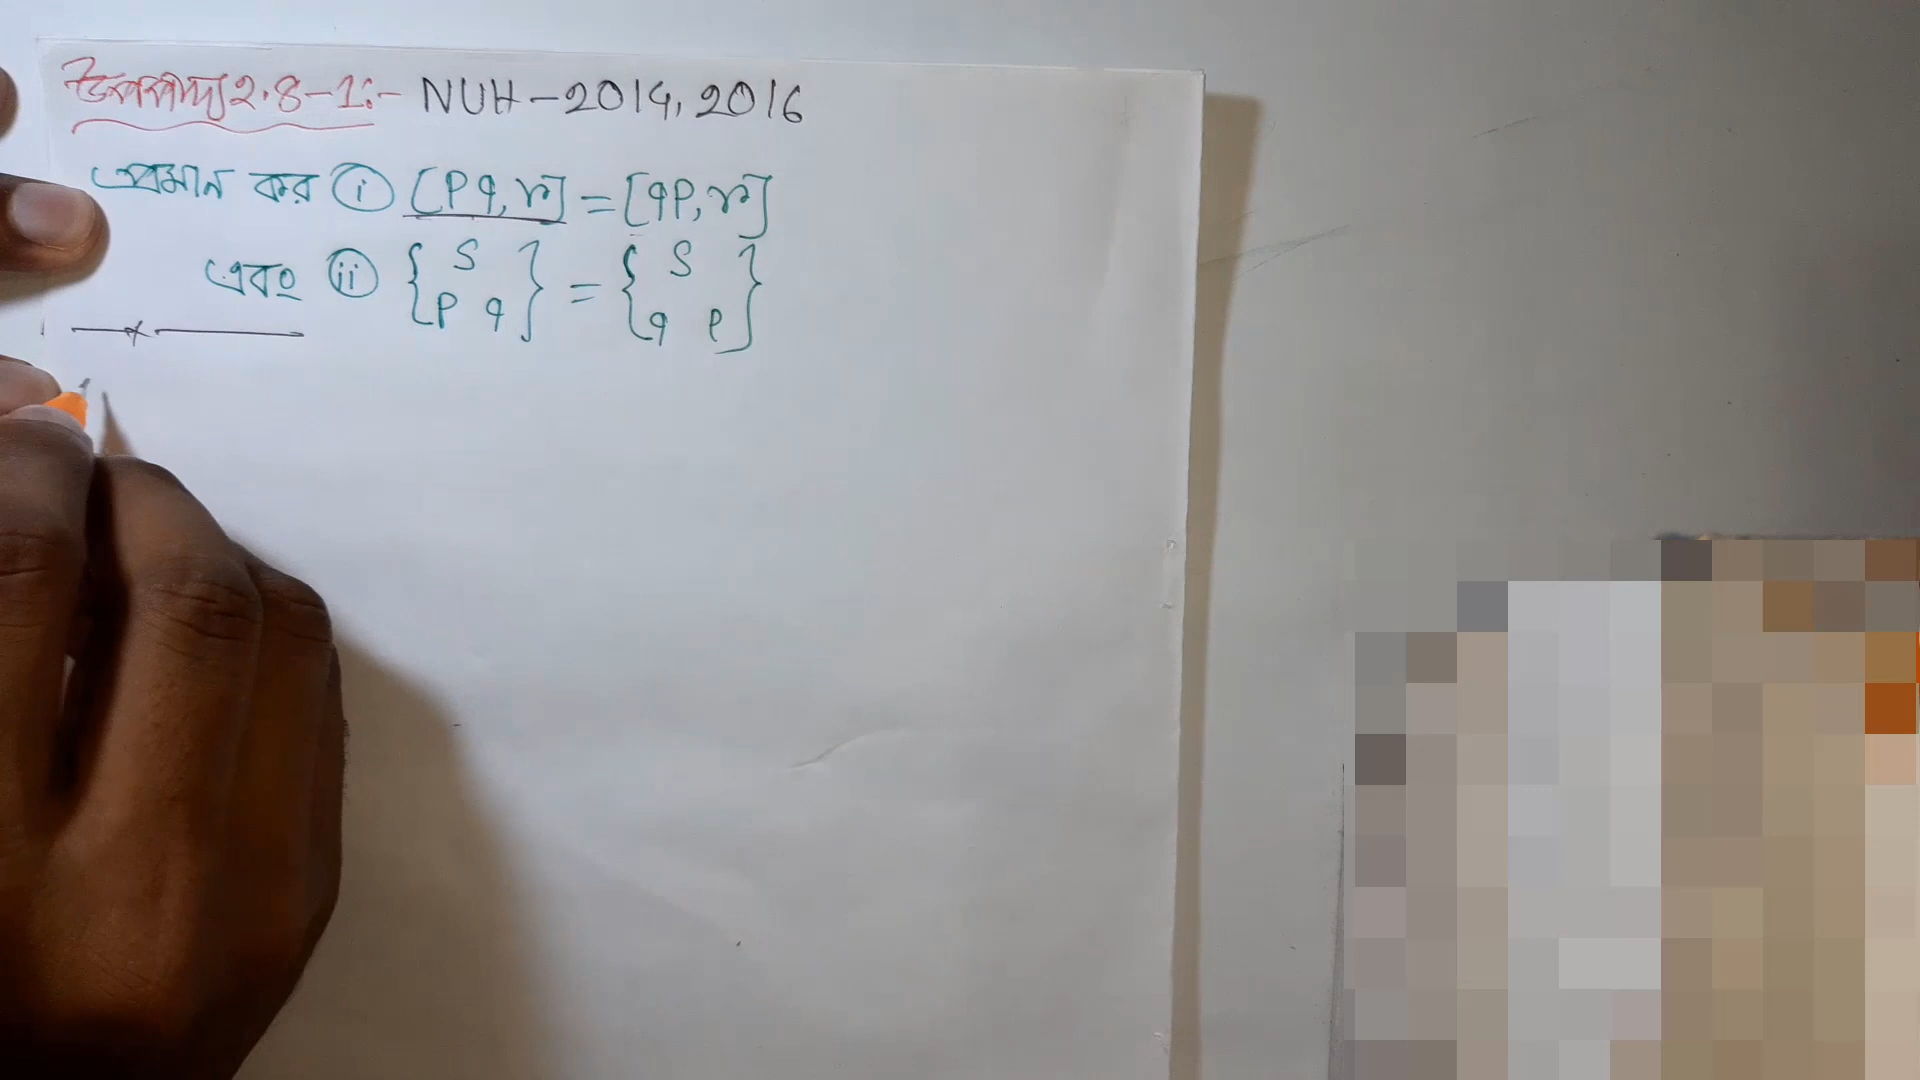 উপপাদ্য ২.৪-1:- NUH-2014, 2016
প্রমান কর (i) [Pq, r] = [qP, r]
এবং (ii) { S P q } = { S q P }